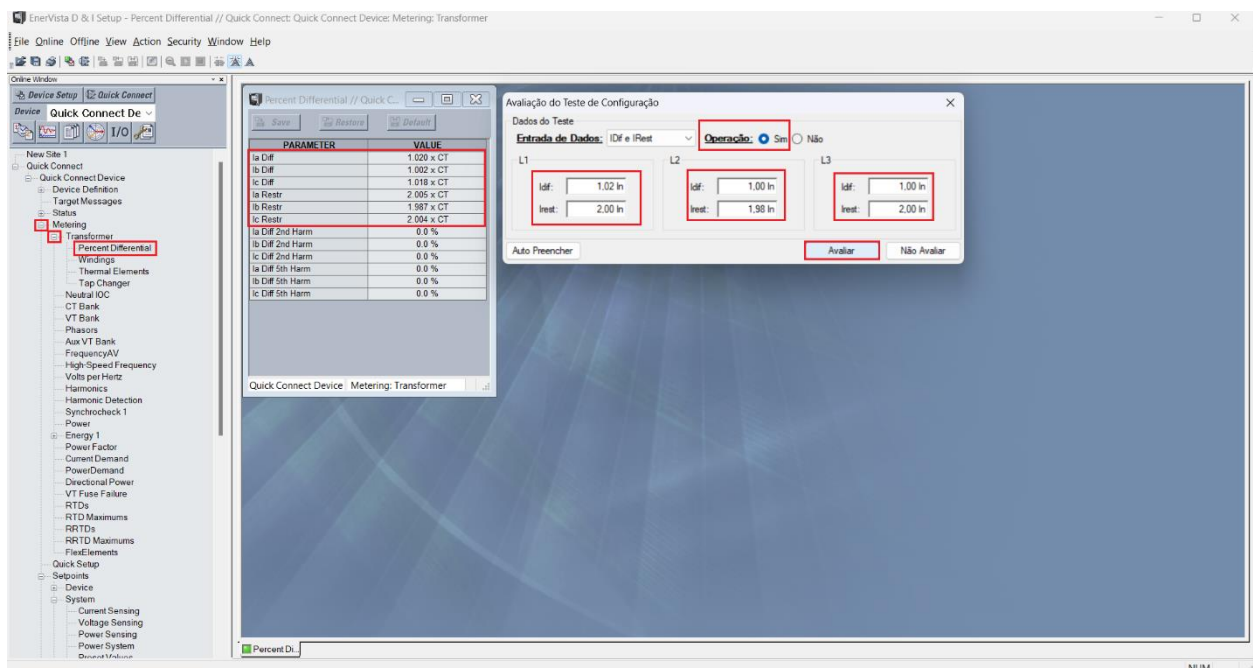 EnerVista D & I Setup - Percent Differential // Quick Connect: Quick Connect Device: Metering: Transformer
File Online Offline View Action Security Window Help
Online Window
Device Setup Quick Connect
Device Quick Connect De
I/O
New Site 1
Quick Connect
Quick Connect Device
Device Definition
Target Messages
Status
Metering
Transformer
Percent Differential
Windings
Thermal Elements
Tap Changer
Neutral IOC
CT Bank
VT Bank
Phasors
Aux VT Bank
FrequencyAV
High-Speed Frequency
Volts per Hertz
Harmonics
Harmonic Detection
Synchrocheck 1
Power
Energy 1
Power Factor
Current Demand
PowerDemand
Directional Power
VT Fuse Failure
RTDs
RTD Maximums
RRTDs
RRTD Maximums
FlexElements
Quick Setup
Setpoints
Device
System
Current Sensing
Voltage Sensing
Power Sensing
Power System
Preset Values
Percent Differential // Quick C...
Save Restore Default
PARAMETER VALUE
Ia Diff 1.020 x CT
Ib Diff 1.002 x CT
Ic Diff 1.018 x CT
Ia Restr 2.005 x CT
Ib Restr 1.987 x CT
Ic Restr 2.004 x CT
Ia Diff 2nd Harm 0.0 %
Ib Diff 2nd Harm 0.0 %
Ic Diff 2nd Harm 0.0 %
Ia Diff 5th Harm 0.0 %
Ib Diff 5th Harm 0.0 %
Ic Diff 5th Harm 0.0 %
Quick Connect Device Metering: Transformer
Avaliação do Teste de Configuração
Dados do Teste
Entrada de Dados: IDif e IRest Operação: Sim Não
L1 L2 L3
Idif: 1,02 In Idif: 1,00 In Idif: 1,00 In
Irest: 2,00 In Irest: 1,98 In Irest: 2,00 In
Auto Preencher Avaliar Não Avaliar
Percent Di...
NUM